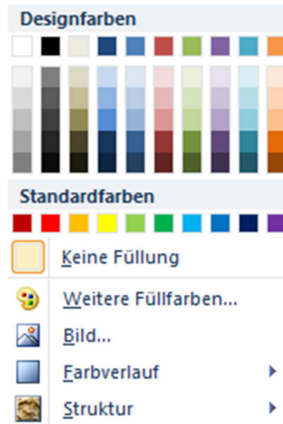 Designfarben
Standardfarben
Keine Füllung
Weitere Füllfarben...
Bild...
Farbverlauf
Struktur